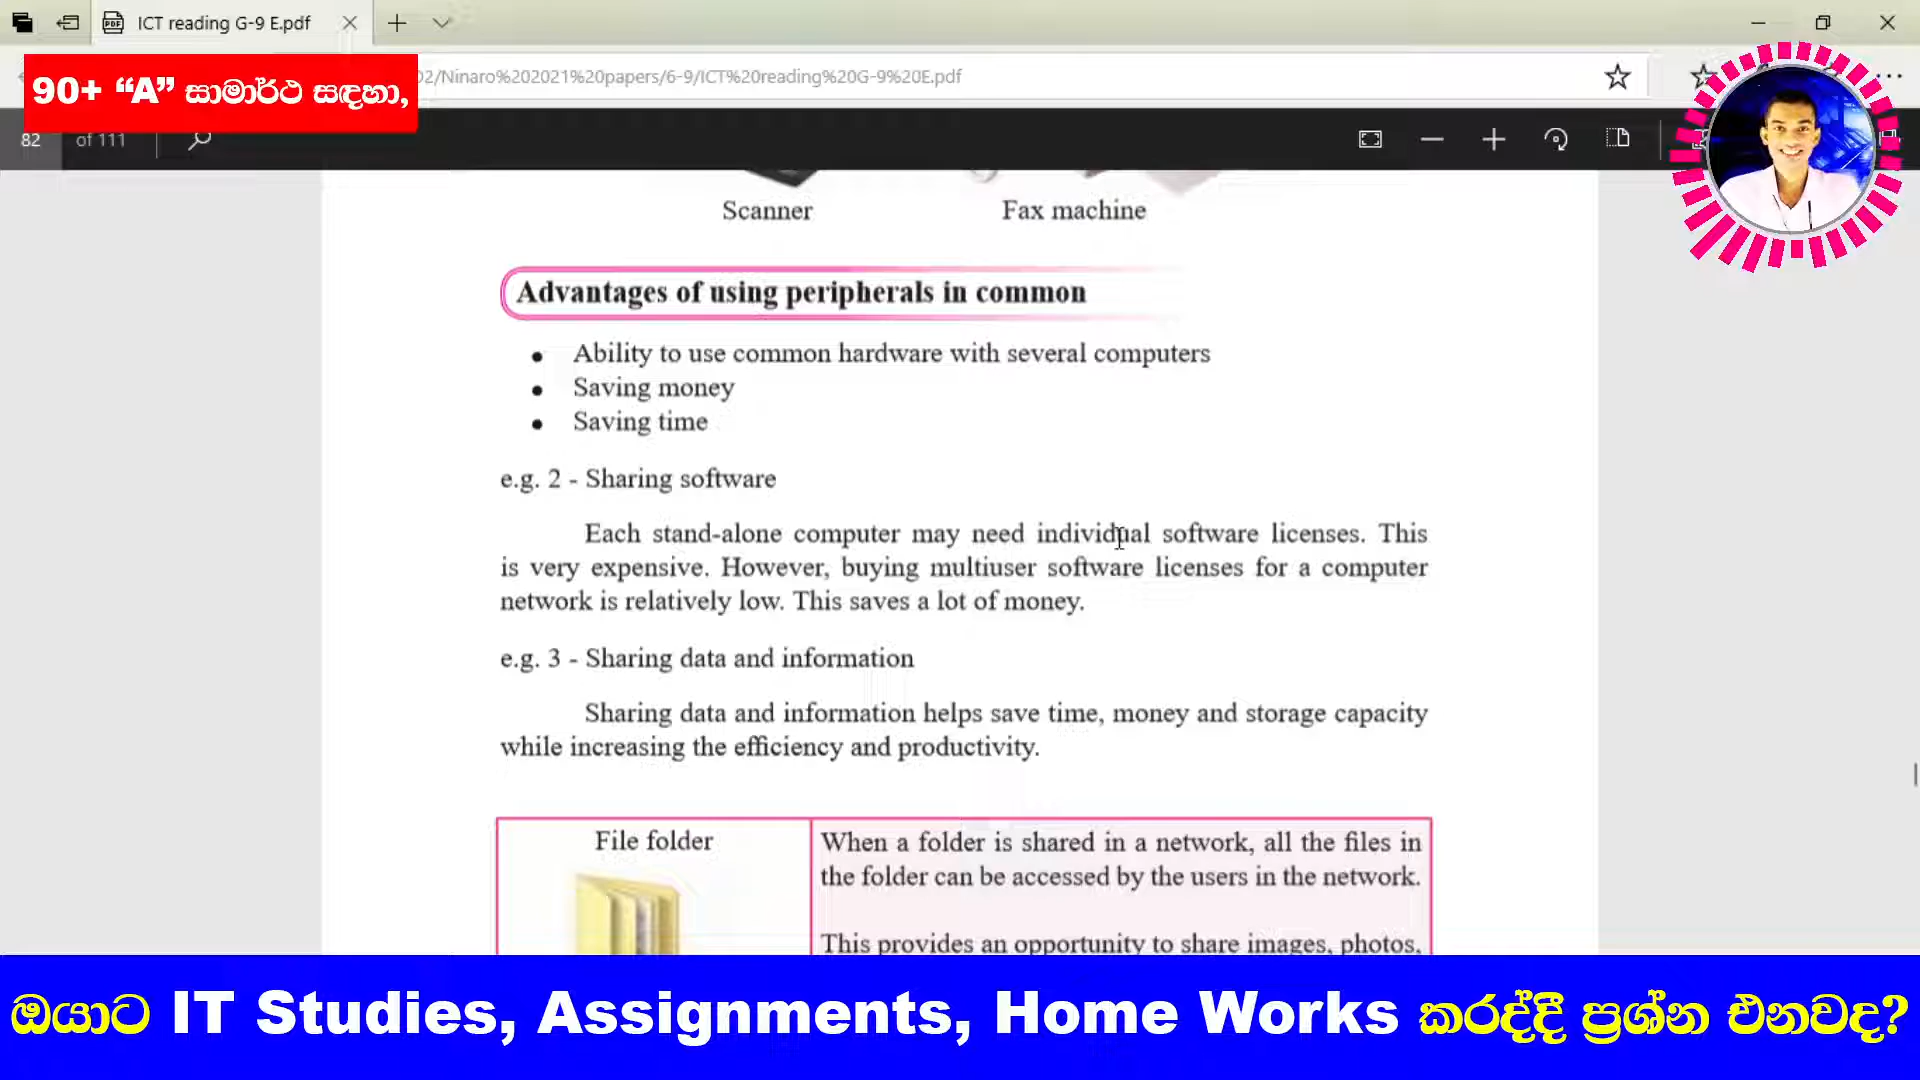 ICT reading G-9 E.pdf
D2/Ninaro%202021%20papers/6-9/ICT%20reading%20G-9%20E.pdf
90+ “A” සාමාර්ථ සඳහා,
82 of 111
Scanner Fax machine
Advantages of using peripherals in common
• Ability to use common hardware with several computers
• Saving money
• Saving time
e.g. 2 - Sharing software
Each stand-alone computer may need individual software licenses. This
is very expensive. However, buying multiuser software licenses for a computer
network is relatively low. This saves a lot of money.
e.g. 3 - Sharing data and information
Sharing data and information helps save time, money and storage capacity
while increasing the efficiency and productivity.
File folder
When a folder is shared in a network, all the files in
the folder can be accessed by the users in the network.
This provides an opportunity to share images, photos,
ඔයාට IT Studies, Assignments, Home Works කරද්දී ප්‍රශ්න එනවද?